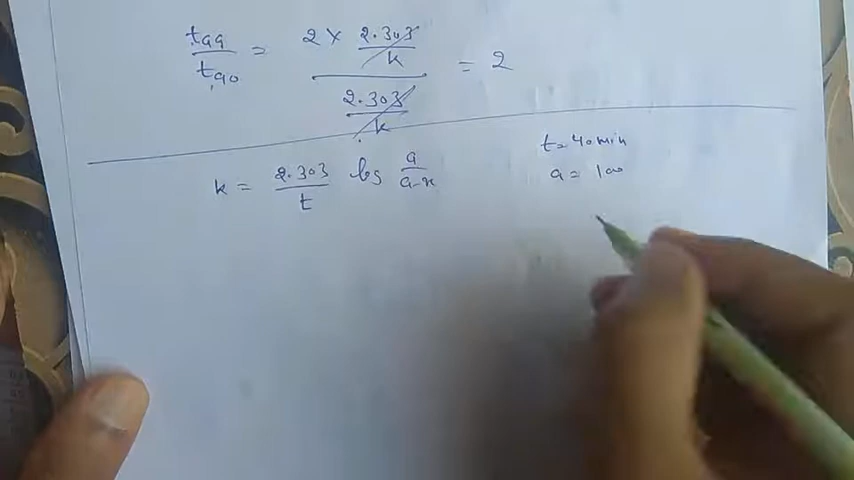 t99 / t90 = (2 × 2.303/k) / (2.303/k) = 2
k = 2.303/t log a/a-x
t = 40 min
a = 100